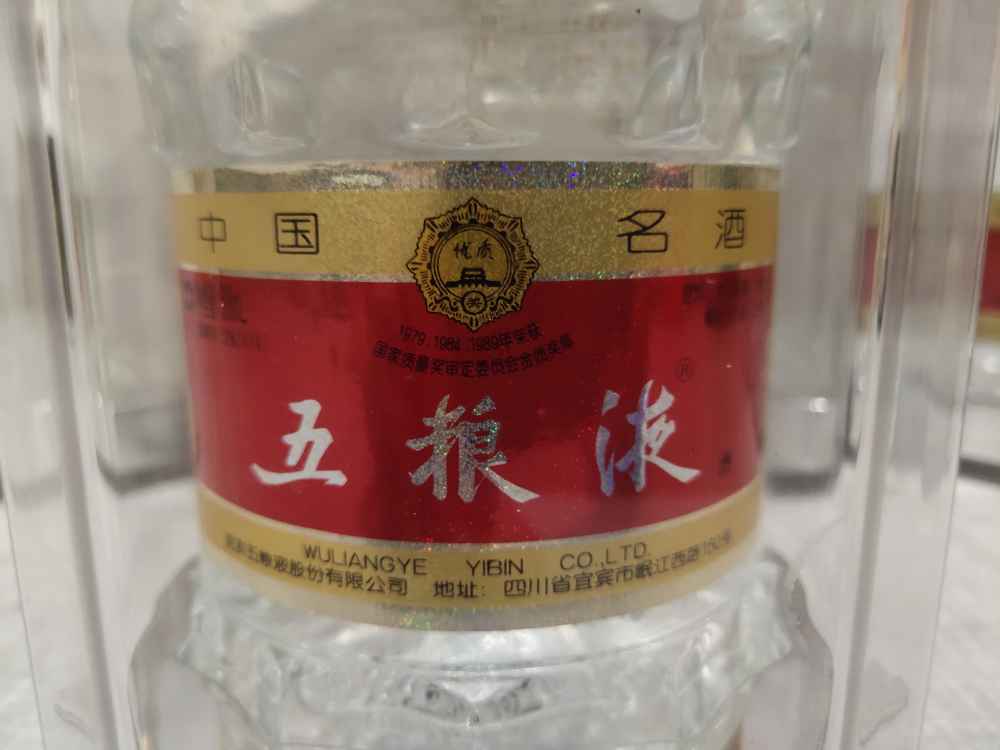 中国 名酒
优质
奖
1979.1984.1989年荣获
国家质量奖审定委员会金质奖章
五粮液®
WULIANGYE YIBIN CO.,LTD.
宜宾五粮液股份有限公司 地址:四川省宜宾市岷江西路150号